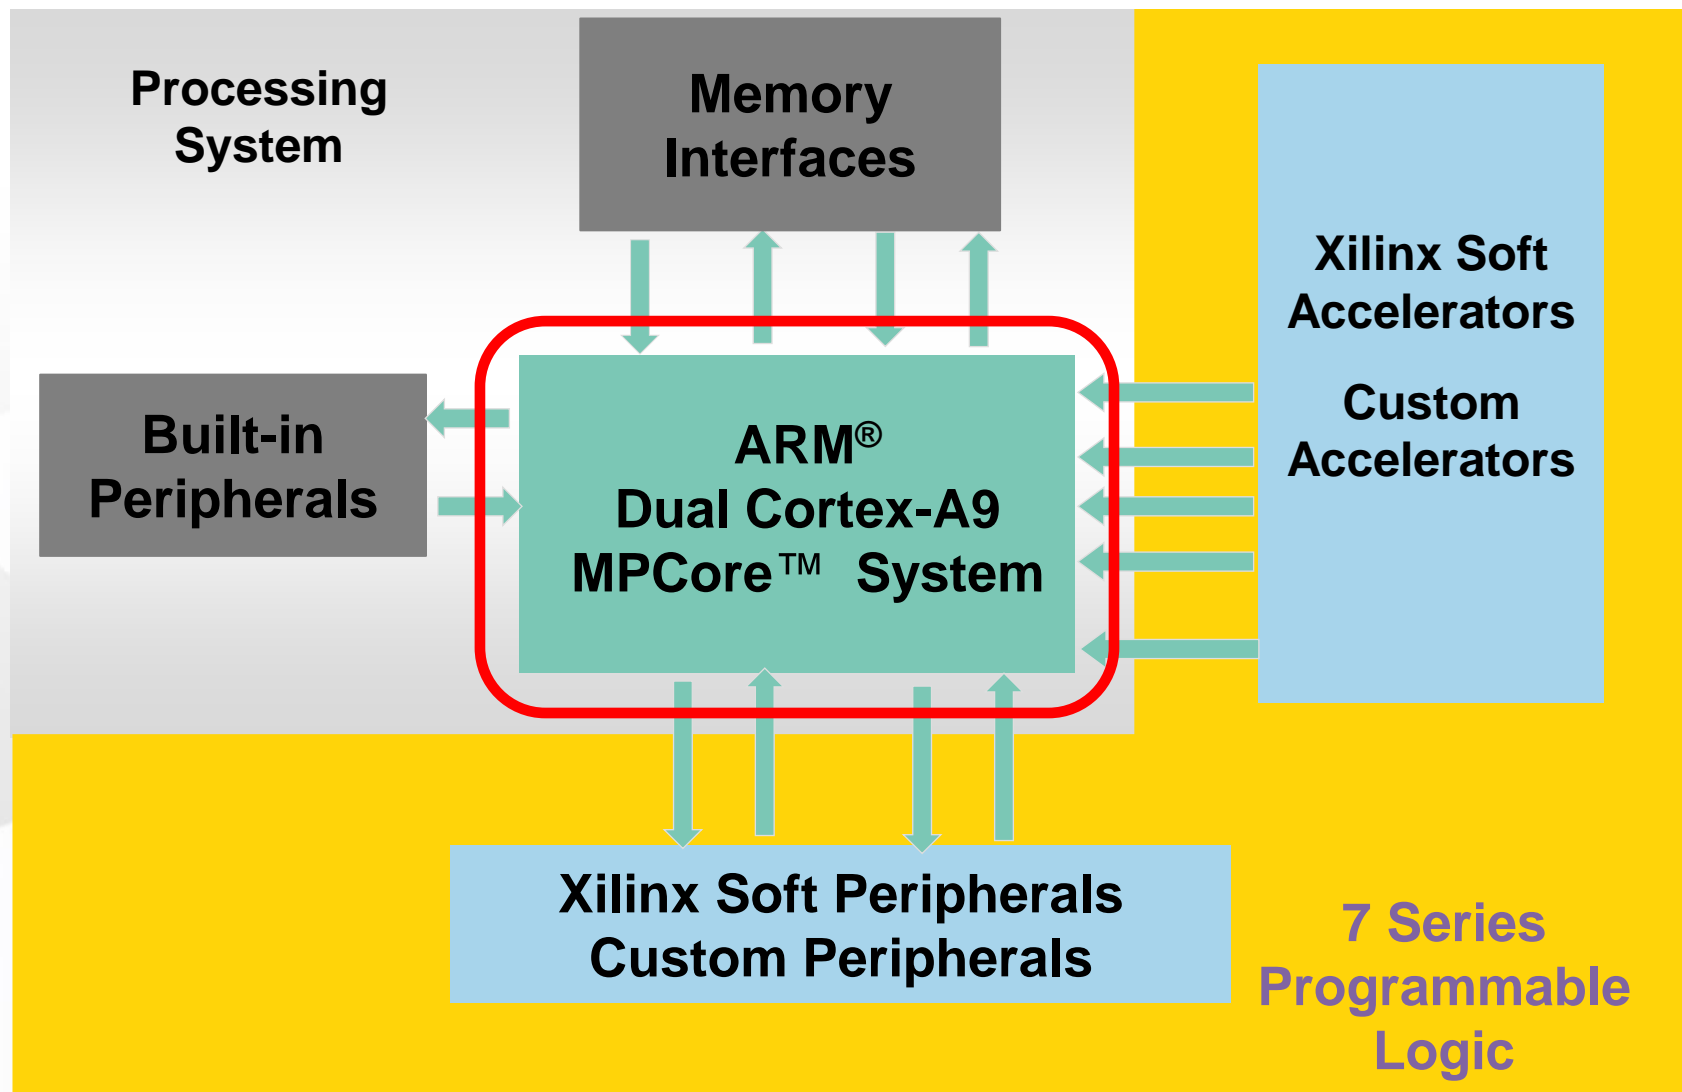 Processing
System
Memory
Interfaces
Built-in
Peripherals
ARM®
Dual Cortex-A9
MPCore™ System
Xilinx Soft
Accelerators
Custom
Accelerators
Xilinx Soft Peripherals
Custom Peripherals
7 Series
Programmable
Logic